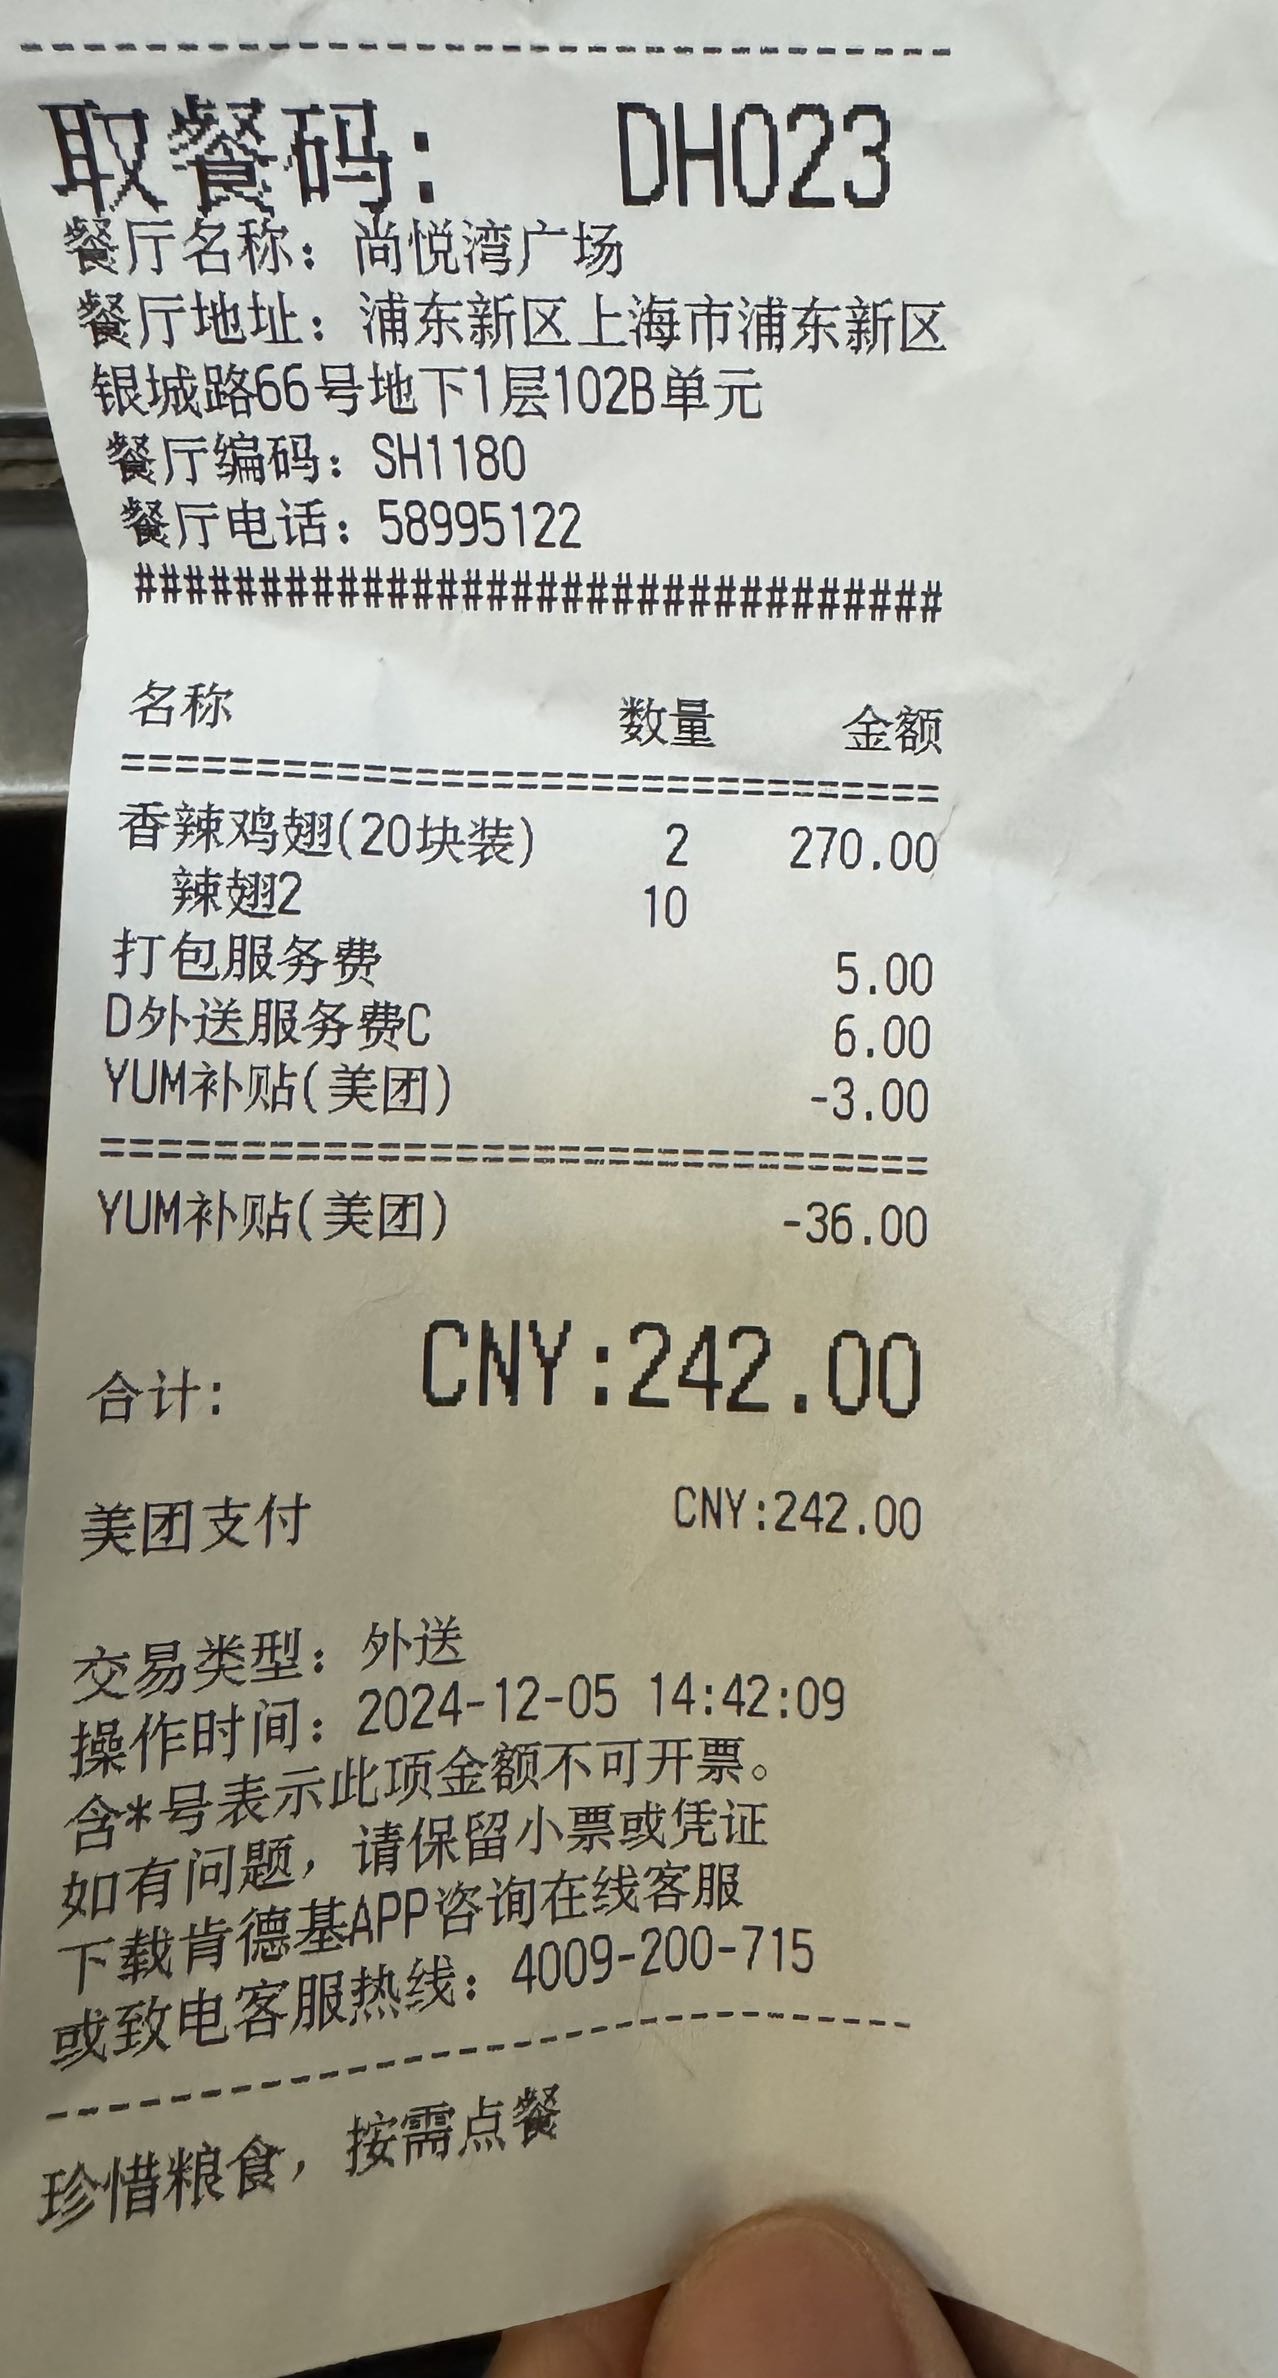 --------------------------------
取餐码: DH023
餐厅名称：尚悦湾广场
餐厅地址：浦东新区上海市浦东新区
银城路66号地下1层102B单元
餐厅编码：SH1180
餐厅电话：58995122
################################
名称 数量 金额
================================
香辣鸡翅(20块装) 2 270.00
辣翅2 10
打包服务费 5.00
D外送服务费C 6.00
YUM补贴(美团) -3.00
================================
YUM补贴(美团) -36.00
合计: CNY:242.00
美团支付 CNY:242.00
交易类型：外送
操作时间：2024-12-05 14:42:09
含*号表示此项金额不可开票。
如有问题，请保留小票或凭证
下载肯德基APP咨询在线客服
或致电客服热线：4009-200-715
--------------------------------
珍惜粮食，按需点餐